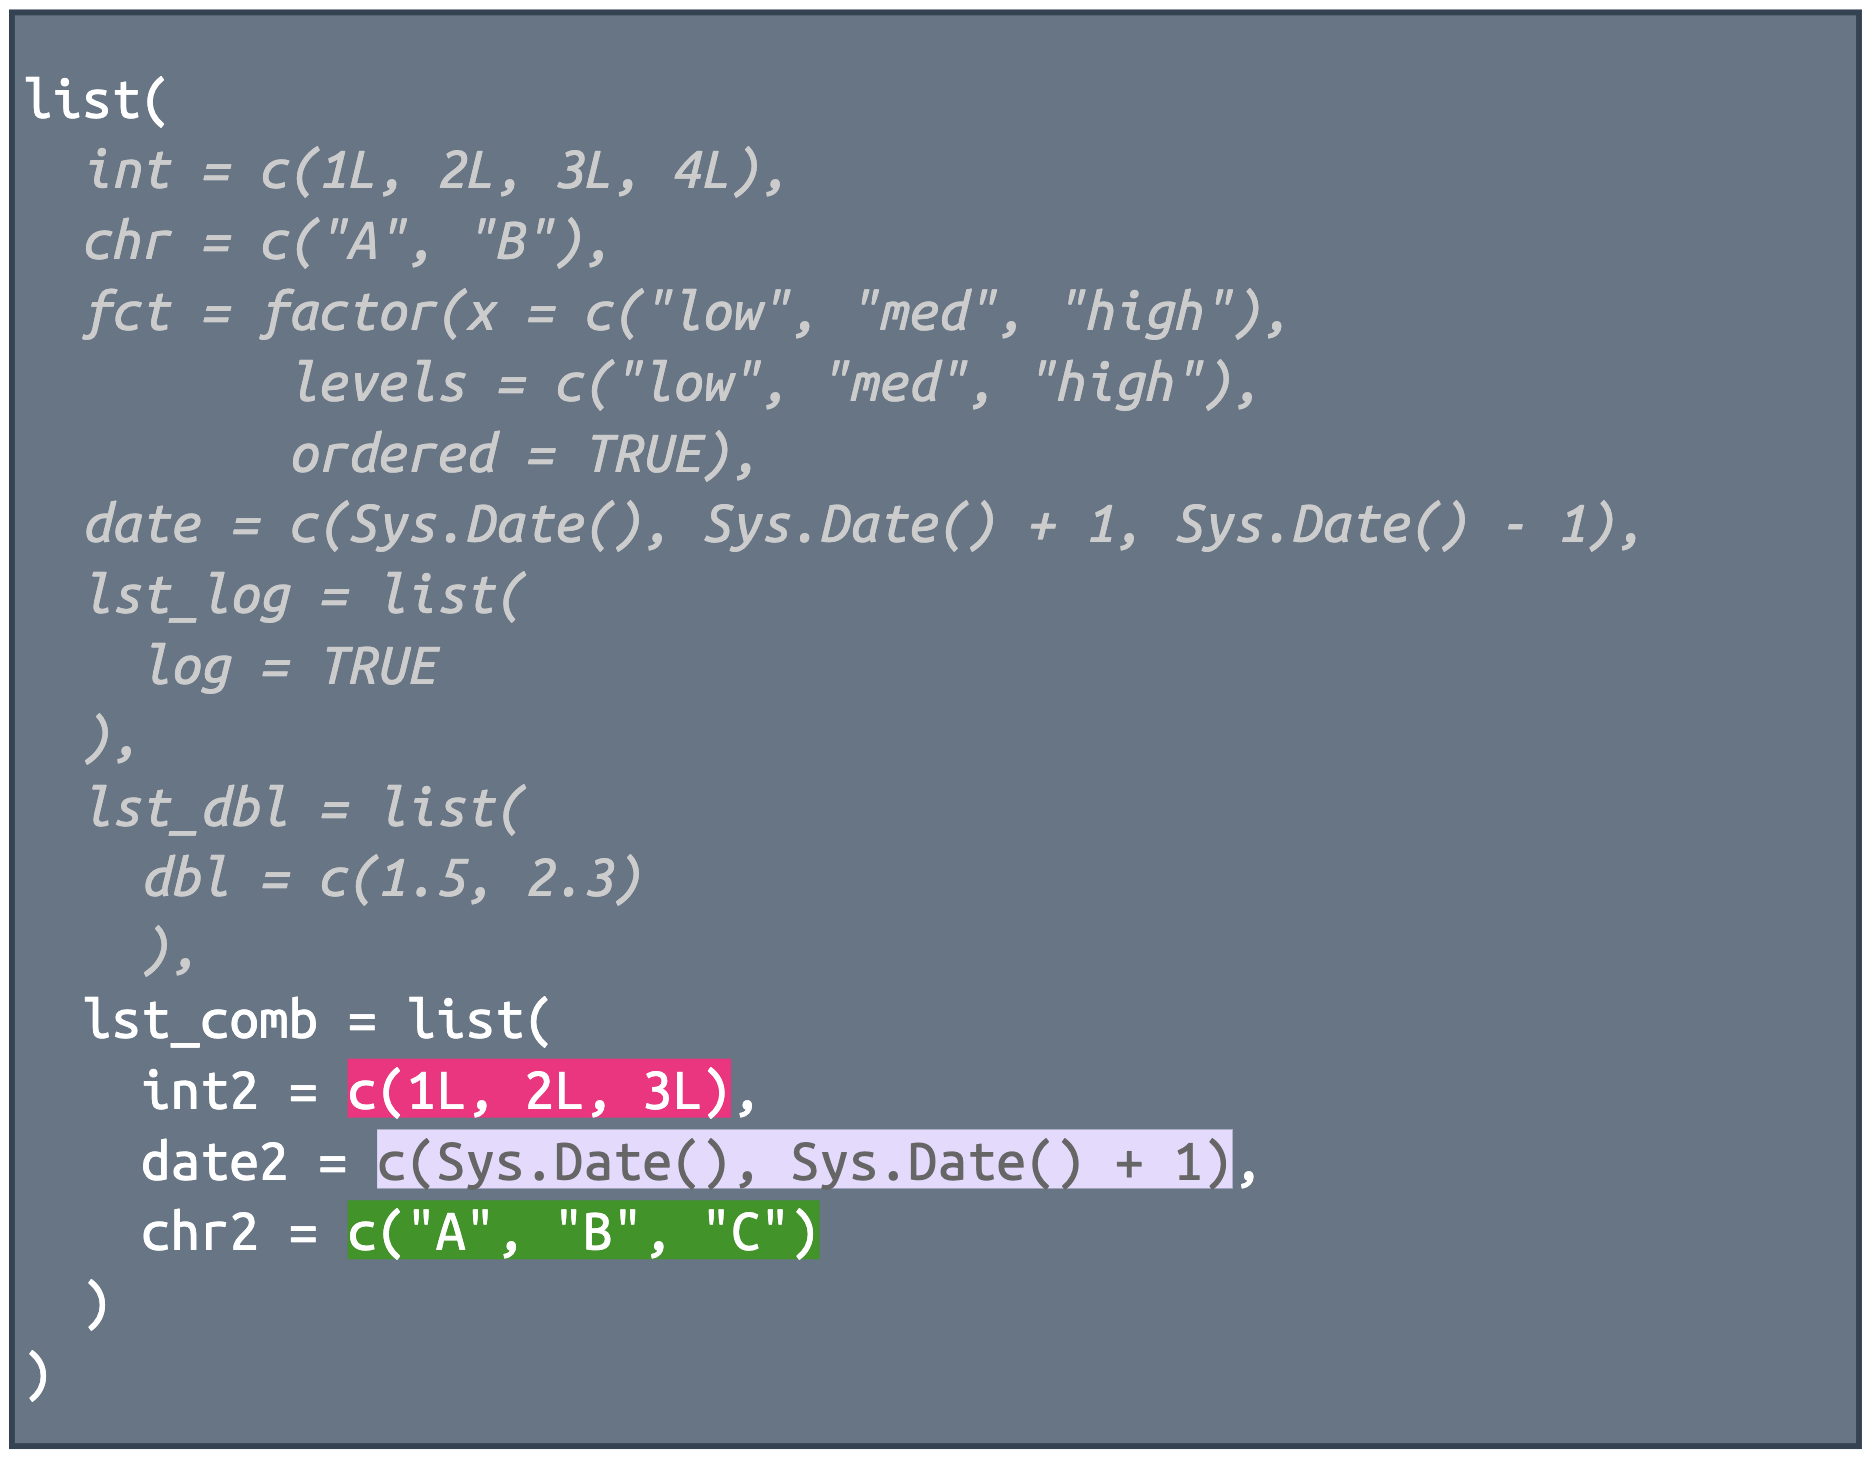 list(
  int = c(1L, 2L, 3L, 4L),
  chr = c("A", "B"),
  fct = factor(x = c("low", "med", "high"),
         levels = c("low", "med", "high"),
         ordered = TRUE),
  date = c(Sys.Date(), Sys.Date() + 1, Sys.Date() - 1),
  lst_log = list(
    log = TRUE
  ),
  lst_dbl = list(
    dbl = c(1.5, 2.3)
    ),
  lst_comb = list(
    int2 = c(1L, 2L, 3L),
    date2 = c(Sys.Date(), Sys.Date() + 1),
    chr2 = c("A", "B", "C")
  )
)